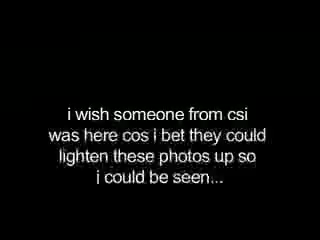 i wish someone from csi
was here cos i bet they could
lighten these photos up so
i could be seen...